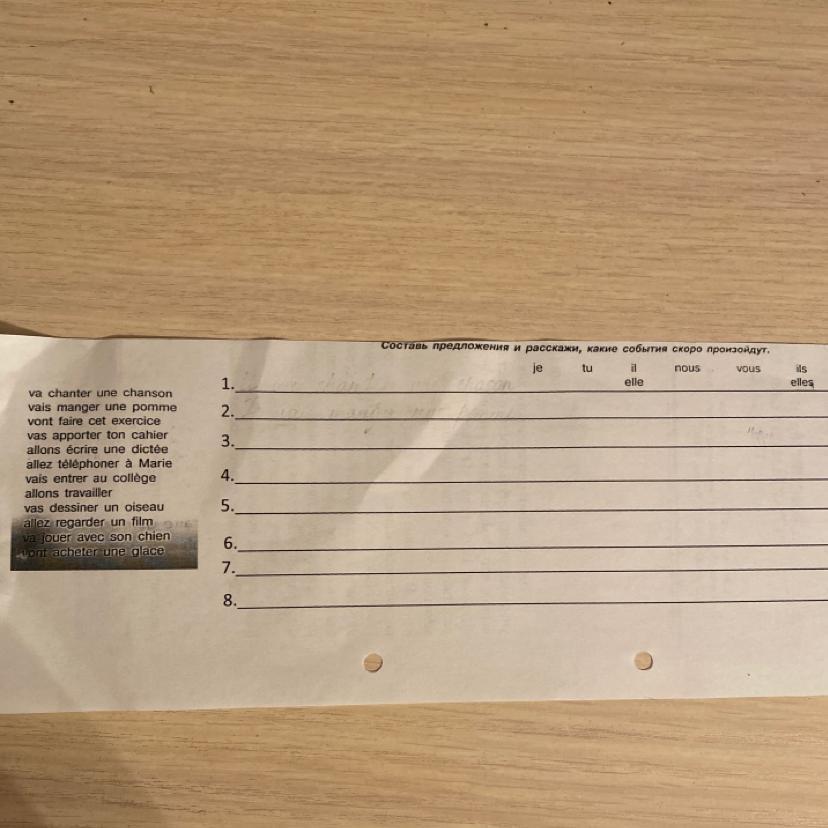 Составь предложения и расскажи, какие события скоро произойдут.
je tu il nous vous ils
elle elles
va chanter une chanson
vais manger une pomme
vont faire cet exercice
vas apporter ton cahier
allons écrire une dictée
allez téléphoner à Marie
vais entrer au collège
allons travailler
vas dessiner un oiseau
allez regarder un film
va jouer avec son chien
vont acheter une glace
1.
2.
3.
4.
5.
6.
7.
8.